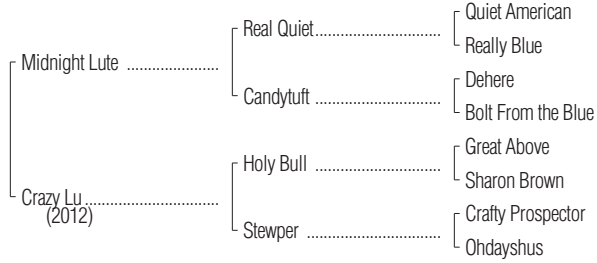 Quiet American
Real Quiet
Really Blue
Midnight Lute
Dehere
Candytuft
Bolt From the Blue
Great Above
Holy Bull
Sharon Brown
Crazy Lu
(2012)
Crafty Prospector
Stewper
Ohdayshus